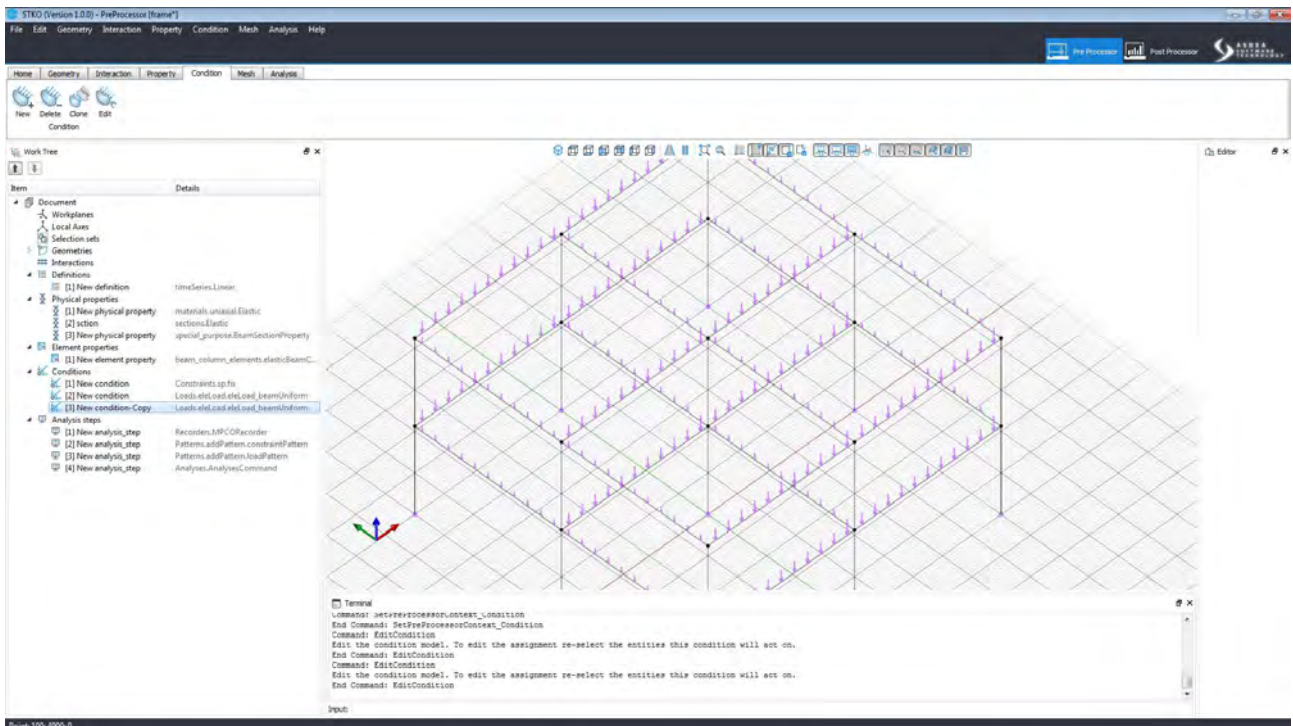 STKO (Version 1.0.0) - PreProcessor [frame*]
File Edit Geometry Interaction Property Condition Mesh Analysis Help
Pre Processor Post Processor ASDEA SOFTWARE TECHNOLOGY
Home Geometry Interaction Property Condition Mesh Analysis
New Delete Clone Edit
Condition
Work Tree
Editor
Item Details
Document
Workplanes
Local Axes
Selection sets
Geometries
Interactions
Definitions
[1] New definition timeSeries.Linear
Physical properties
[1] New physical property materials.uniaxial.Elastic
[2] sction sections.Elastic
[3] New physical property special_purpose.BeamSectionProperty
Element properties
[1] New element property beam_column_elements.elasticBeamC...
Conditions
[1] New condition Constraints.sp.fix
[2] New condition Loads.eleLoad.eleLoad_beamUniform
[3] New condition-Copy Loads.eleLoad.eleLoad_beamUniform
Analysis steps
[1] New analysis_step Recorders.MPCORecorder
[2] New analysis_step Patterns.addPattern.constraintPattern
[3] New analysis_step Patterns.addPattern.loadPattern
[4] New analysis_step Analyses.AnalysesCommand
Terminal
Command: SetPreProcessorContext_Condition
End Command: SetPreProcessorContext_Condition
Command: EditCondition
Edit the condition model. To edit the assignment re-select the entities this condition will act on.
End Command: EditCondition
Command: EditCondition
Edit the condition model. To edit the assignment re-select the entities this condition will act on.
End Command: EditCondition
Input: